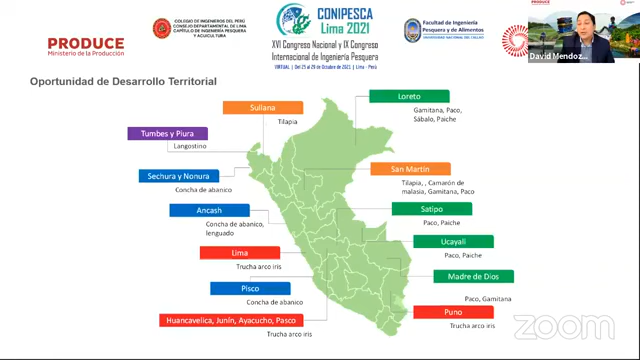 PRODUCE
Ministerio de la Producción
COLEGIO DE INGENIEROS DEL PERÚ
CONSEJO DEPARTAMENTAL DE LIMA
CAPÍTULO DE INGENIERÍA PESQUERA
Y ACUICULTURA
CONIPESCA
Lima 2021
XVI Congreso Nacional y IX Congreso
Internacional de Ingeniería Pesquera
VIRTUAL | Del 25 al 29 de Octubre de 2021 | Lima - Perú
Facultad de Ingeniería
Pesquera y de Alimentos
UNIVERSIDAD NACIONAL DEL CALLAO
PRODUCE
David Mendoz...
Oportunidad de Desarrollo Territorial
Sullana
Tilapia
Loreto
Gamitana, Paco,
Sábalo, Paiche
Tumbes y Piura
Langostino
San Martín
Tilapia, , Camarón de
malasia, Gamitana, Paco
Sechura y Nonura
Concha de abanico
Ancash
Concha de abanico,
lenguado
Satipo
Paco, Paiche
Lima
Trucha arco iris
Ucayali
Paco, Paiche
Pisco
Concha de abanico
Madre de Dios
Paco, Gamitana
Huancavelica, Junín, Ayacucho, Pasco
Trucha arco iris
Puno
Trucha arco iris
zoom